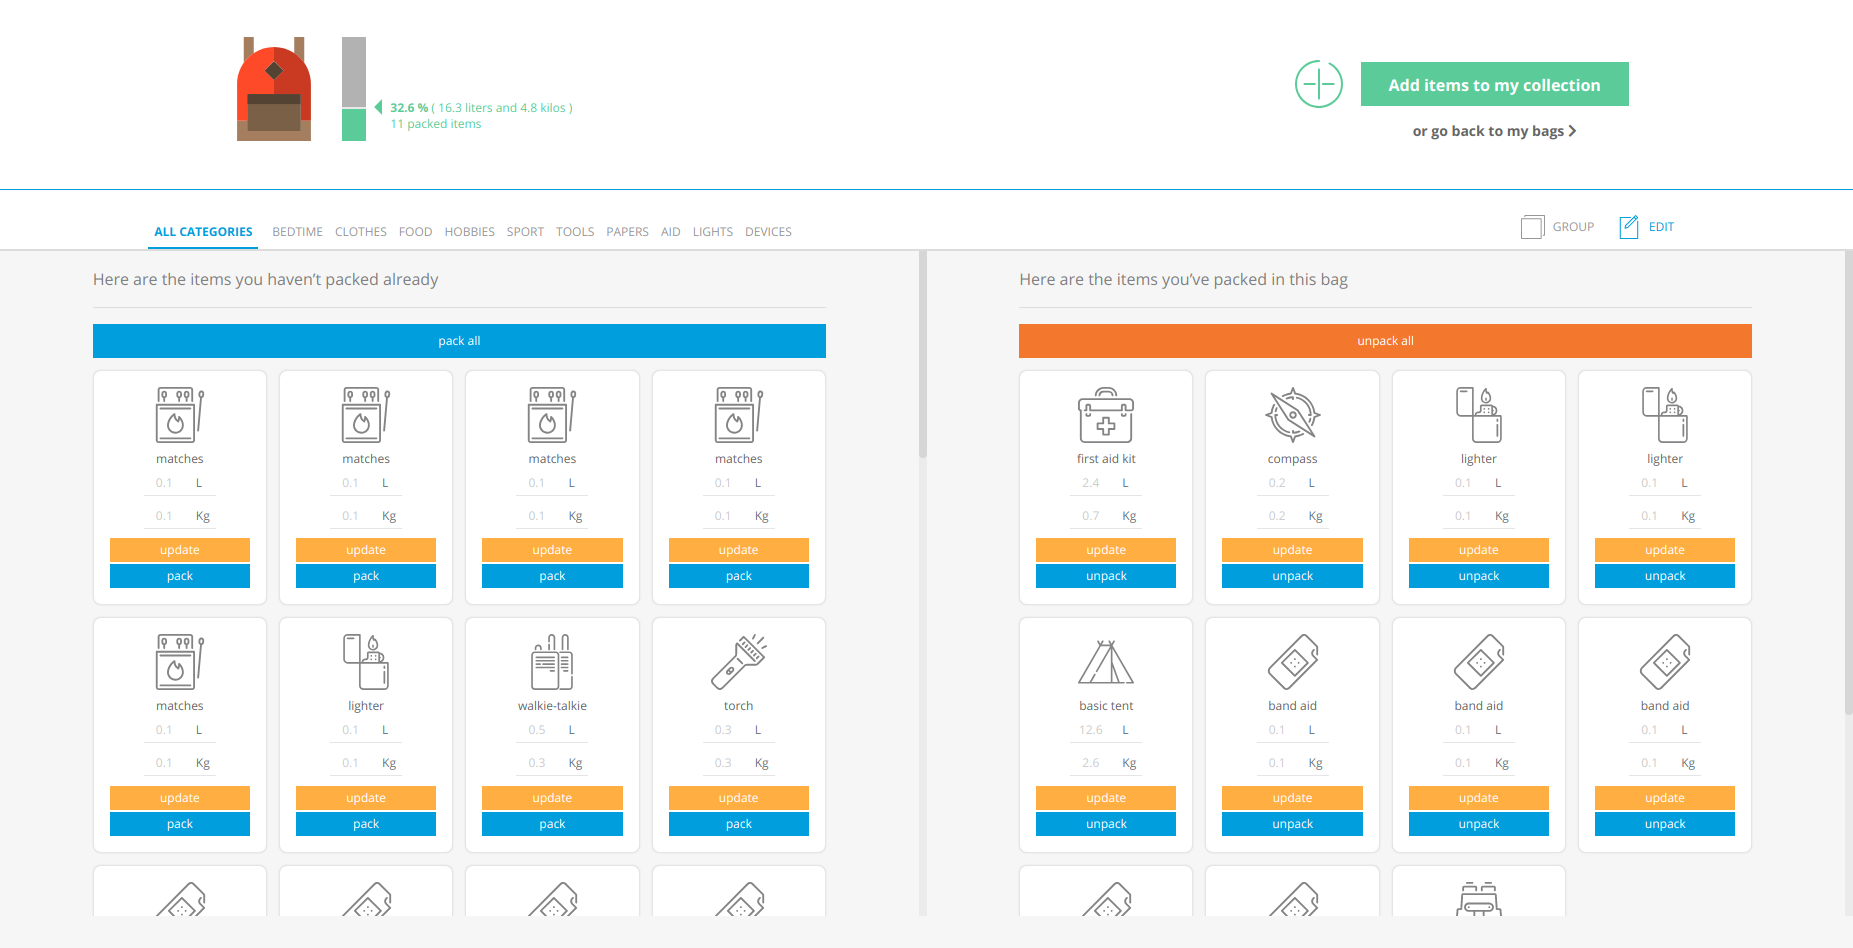 32.6 % ( 16.3 liters and 4.8 kilos )
11 packed items
Add items to my collection
or go back to my bags
ALL CATEGORIES BEDTIME CLOTHES FOOD HOBBIES SPORT TOOLS PAPERS AID LIGHTS DEVICES
GROUP EDIT
Here are the items you haven’t packed already
pack all
matches matches matches matches
0.1 L 0.1 L 0.1 L 0.1 L
0.1 Kg 0.1 Kg 0.1 Kg 0.1 Kg
update update update update
pack pack pack pack
matches lighter walkie-talkie torch
0.1 L 0.1 L 0.5 L 0.3 L
0.1 Kg 0.1 Kg 0.3 Kg 0.3 Kg
update update update update
pack pack pack pack
Here are the items you’ve packed in this bag
unpack all
first aid kit compass lighter lighter
2.4 L 0.2 L 0.1 L 0.1 L
0.7 Kg 0.2 Kg 0.1 Kg 0.1 Kg
update update update update
unpack unpack unpack unpack
basic tent band aid band aid band aid
12.6 L 0.1 L 0.1 L 0.1 L
2.6 Kg 0.1 Kg 0.1 Kg 0.1 Kg
update update update update
unpack unpack unpack unpack